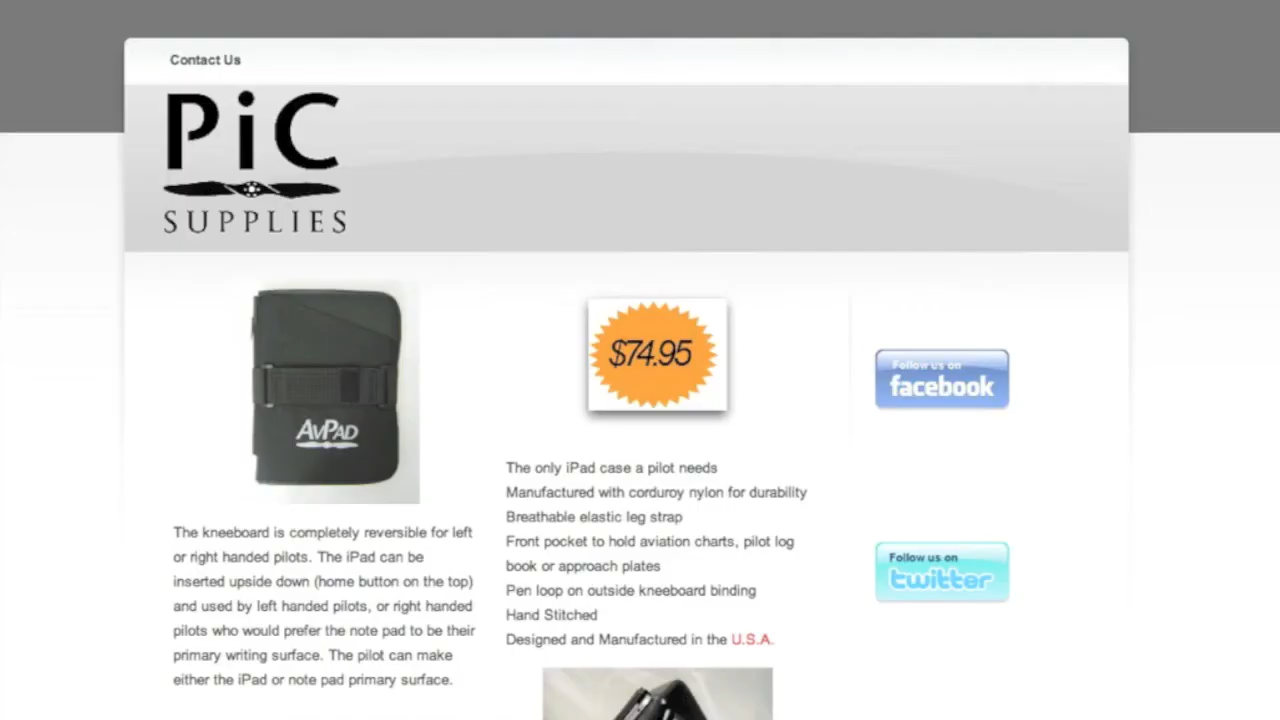 Contact Us
PiC
SUPPLIES
AVPAD
$74.95
Follow us on
facebook
The only iPad case a pilot needs
Manufactured with corduroy nylon for durability
Breathable elastic leg strap
Front pocket to hold aviation charts, pilot log
book or approach plates
Pen loop on outside kneeboard binding
Hand Stitched
Designed and Manufactured in the U.S.A.
The kneeboard is completely reversible for left
or right handed pilots. The iPad can be
inserted upside down (home button on the top)
and used by left handed pilots, or right handed
pilots who would prefer the note pad to be their
primary writing surface. The pilot can make
either the iPad or note pad primary surface.
Follow us on
twitter